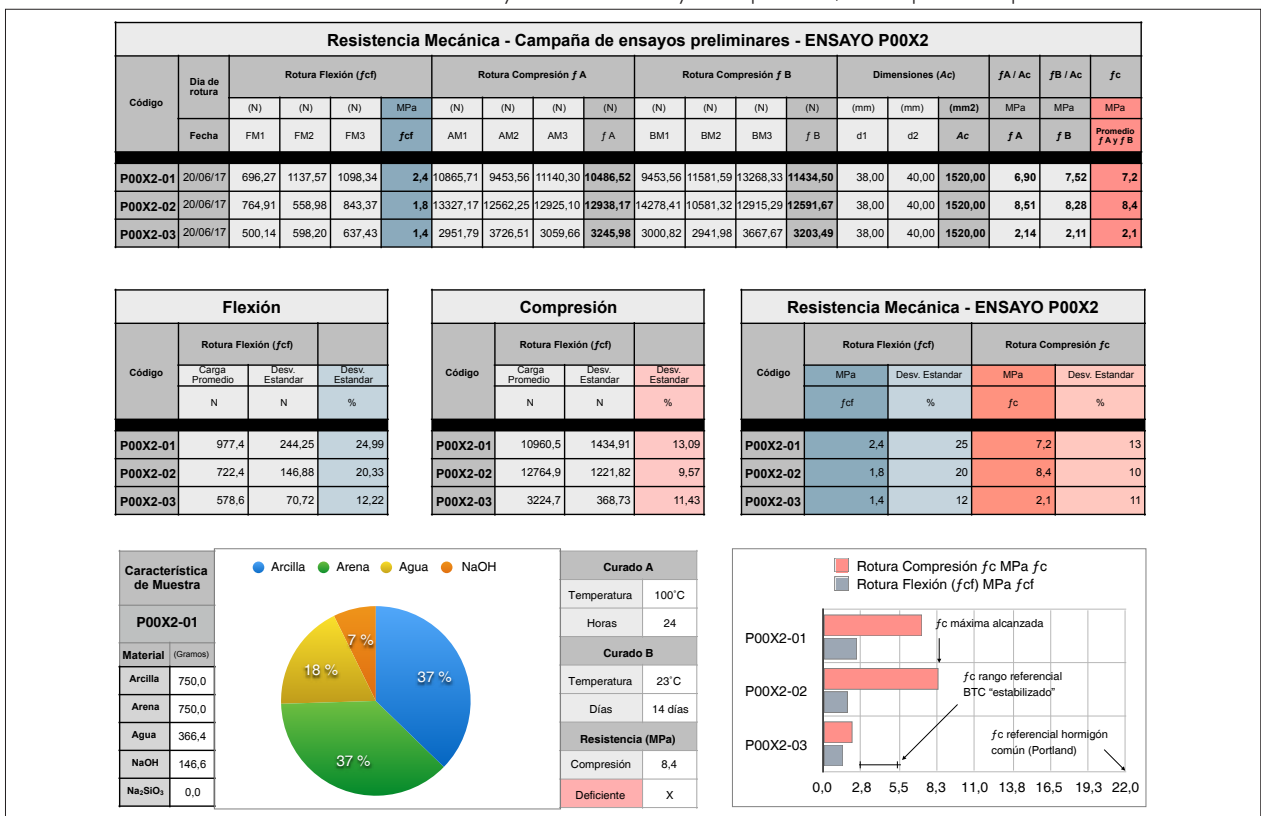 Resistencia Mecánica - Campaña de ensayos preliminares - ENSAYO P00X2
Código Dia de rotura Rotura Flexión (ƒcf) Rotura Compresión ƒ A Rotura Compresión ƒ B Dimensiones (Ac) ƒA / Ac ƒB / Ac ƒc
(N) (N) (N) MPa (N) (N) (N) (N) (N) (N) (N) (N) (mm) (mm) (mm2) MPa MPa MPa
Fecha FM1 FM2 FM3 ƒcf AM1 AM2 AM3 ƒ A BM1 BM2 BM3 ƒ B d1 d2 Ac ƒ A ƒ B Promedio ƒ A y ƒ B
P00X2-01 20/06/17 696,27 1137,57 1098,34 2,4 10865,71 9453,56 11140,30 10486,52 9453,56 11581,59 13268,33 11434,50 38,00 40,00 1520,00 6,90 7,52 7,2
P00X2-02 20/06/17 764,91 558,98 843,37 1,8 13327,17 12562,25 12925,10 12938,17 14278,41 10581,32 12915,29 12591,67 38,00 40,00 1520,00 8,51 8,28 8,4
P00X2-03 20/06/17 500,14 598,20 637,43 1,4 2951,79 3726,51 3059,66 3245,98 3000,82 2941,98 3667,67 3203,49 38,00 40,00 1520,00 2,14 2,11 2,1
Flexión
Código Rotura Flexión (ƒcf)
Carga Promedio Desv. Estandar Desv. Estandar
N N %
P00X2-01 977,4 244,25 24,99
P00X2-02 722,4 146,88 20,33
P00X2-03 578,6 70,72 12,22
Compresión
Código Rotura Flexión (ƒcf)
Carga Promedio Desv. Estandar Desv. Estandar
N N %
P00X2-01 10960,5 1434,91 13,09
P00X2-02 12764,9 1221,82 9,57
P00X2-03 3224,7 368,73 11,43
Resistencia Mecánica - ENSAYO P00X2
Código Rotura Flexión (ƒcf) Rotura Compresión ƒc
MPa Desv. Estandar MPa Desv. Estandar
ƒcf % ƒc %
P00X2-01 2,4 25 7,2 13
P00X2-02 1,8 20 8,4 10
P00X2-03 1,4 12 2,1 11
Característica
de Muestra
P00X2-01
Material (Gramos)
Arcilla 750,0
Arena 750,0
Agua 366,4
NaOH 146,6
Na₂SiO₃ 0,0
Arcilla Arena Agua NaOH
7 %
18 %
37 %
37 %
Curado A
Temperatura 100˚C
Horas 24
Curado B
Temperatura 23˚C
Días 14 días
Resistencia (MPa)
Compresión 8,4
Deficiente X
Rotura Compresión ƒc MPa ƒc
Rotura Flexión (ƒcf) MPa ƒcf
P00X2-01
P00X2-02
P00X2-03
ƒc máxima alcanzada
ƒc rango referencial
BTC “estabilizado”
ƒc referencial hormigón
común (Portland)
0,0 2,8 5,5 8,3 11,0 13,8 16,5 19,3 22,0